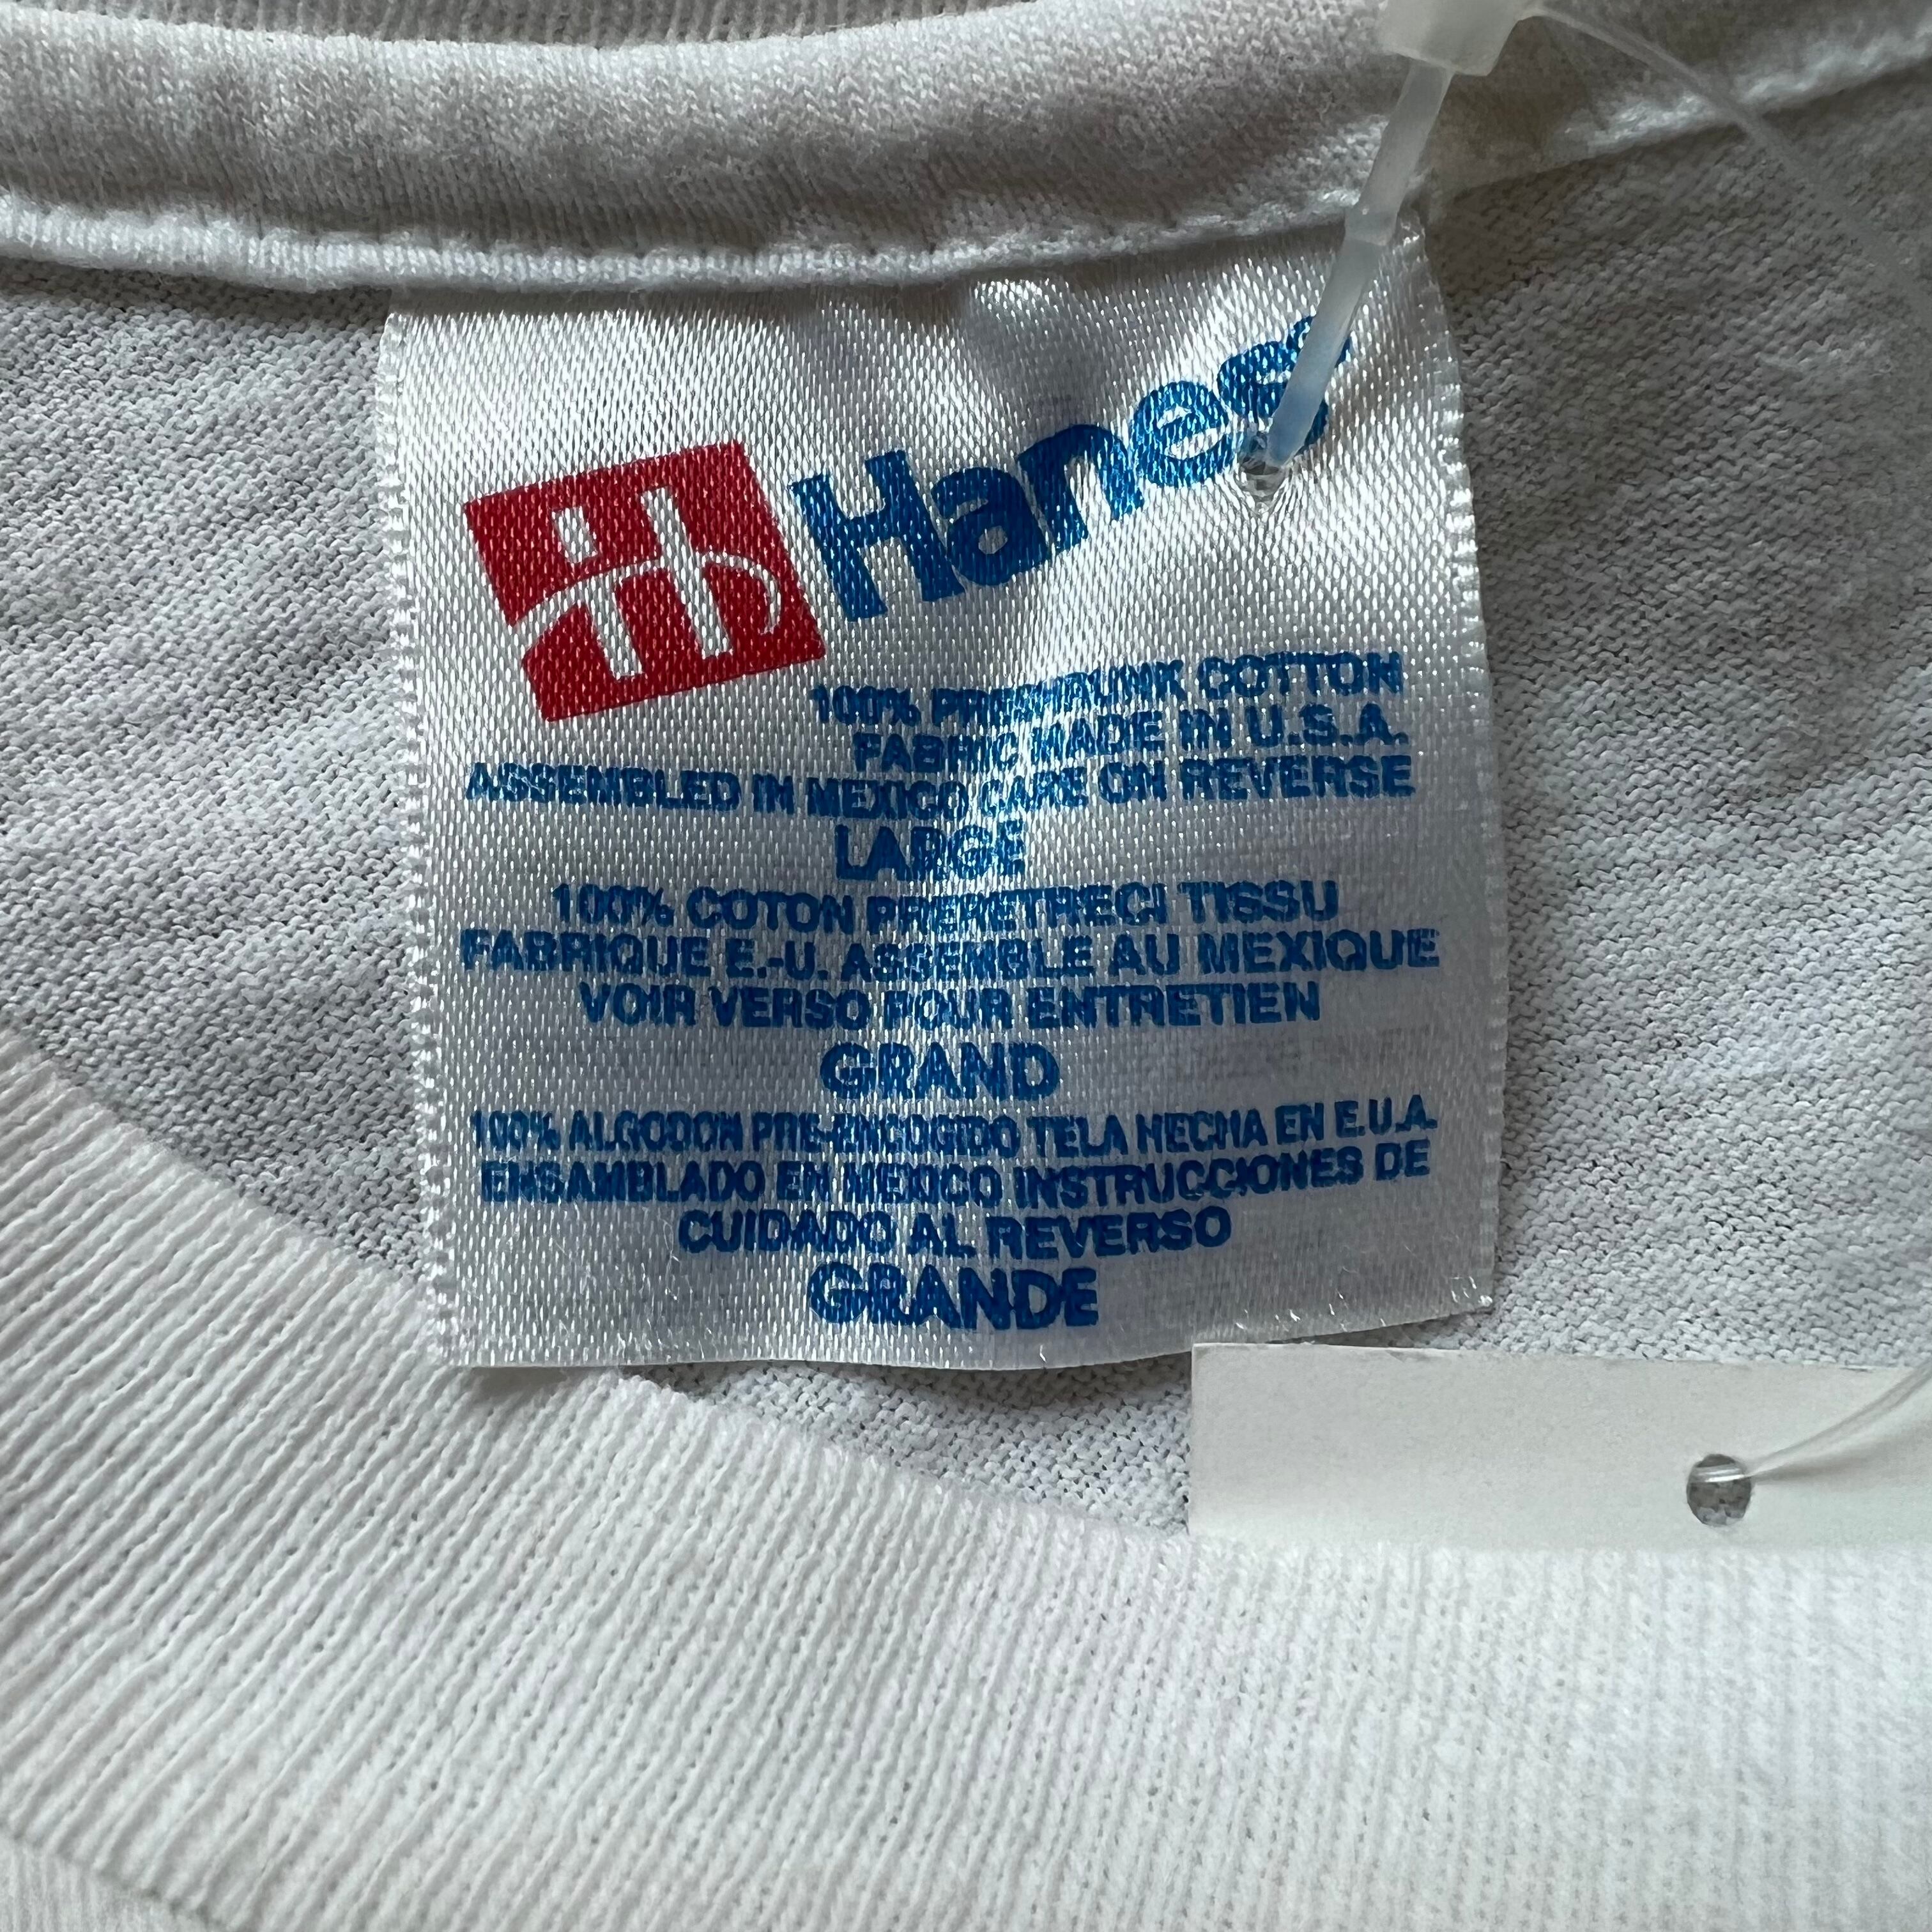 Hanes
100% PRESHRUNK COTTON
FABRIC MADE IN U.S.A.
ASSEMBLED IN MEXICO CARE ON REVERSE
LARGE
100% COTON PRERETRECI TISSU
FABRIQUE E.-U. ASSEMBLE AU MEXIQUE
VOIR VERSO POUR ENTRETIEN
GRAND
100% ALGODON PRE-ENCOGIDO TELA HECHA EN E.U.A.
ENSAMBLADO EN MEXICO INSTRUCCIONES DE
CUIDADO AL REVERSO
GRANDE